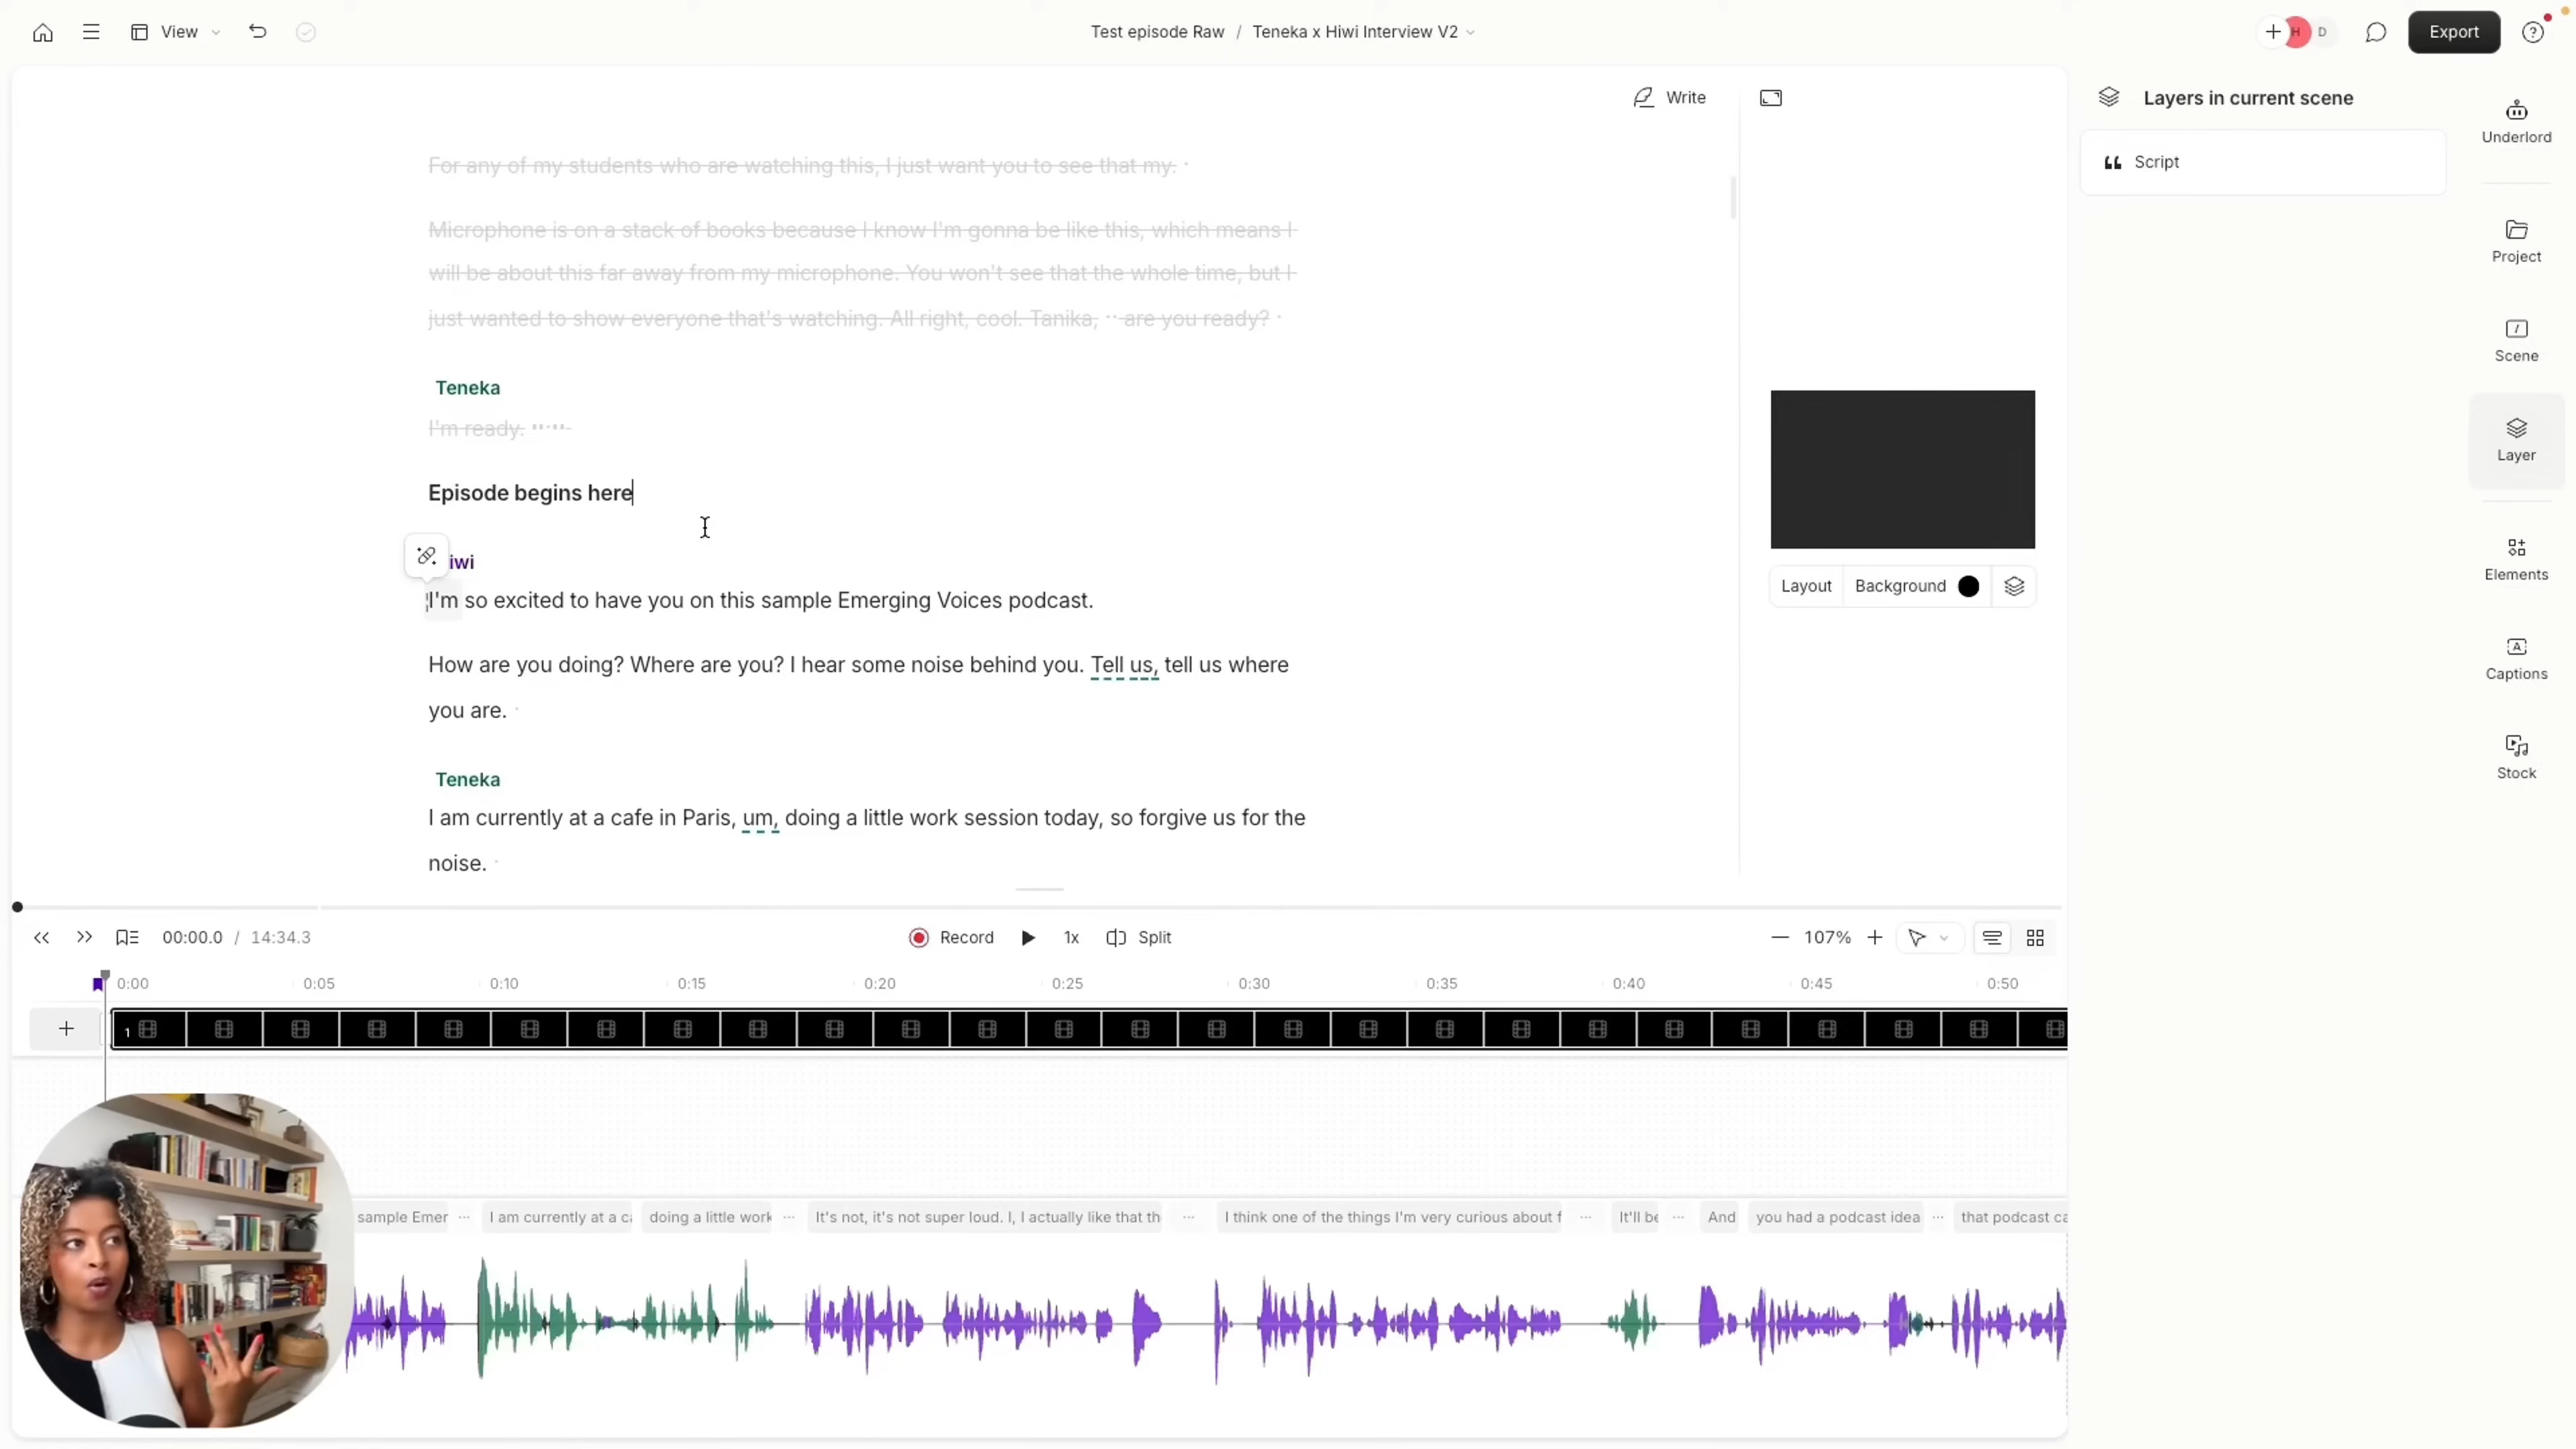 View
Test episode Raw / Teneka x Hiwi Interview V2
H
D
Export
Write
Layers in current scene
Script
Underlord
Project
Scene
Layer
Elements
Captions
Stock
For any of my students who are watching this, I just want you to see that my.
Microphone is on a stack of books because I know I'm gonna be like this, which means I
will be about this far away from my microphone. You won't see that the whole time, but I
just wanted to show everyone that's watching. All right, cool. Tanika, ·· are you ready?
Teneka
I'm ready.
Episode begins here
iwi
I'm so excited to have you on this sample Emerging Voices podcast.
How are you doing? Where are you? I hear some noise behind you. Tell us, tell us where
you are.
Teneka
I am currently at a cafe in Paris, um, doing a little work session today, so forgive us for the
noise.
Layout
Background
00:00.0 / 14:34.3
Record
1x
Split
107%
0:00 0:05 0:10 0:15 0:20 0:25 0:30 0:35 0:40 0:45 0:50
1
sample Emer ··· I am currently at a ca doing a little work ··· It's not, it's not super loud. I, I actually like that th ··· I think one of the things I'm very curious about f ··· It'll be ··· And you had a podcast idea ··· that podcast ca